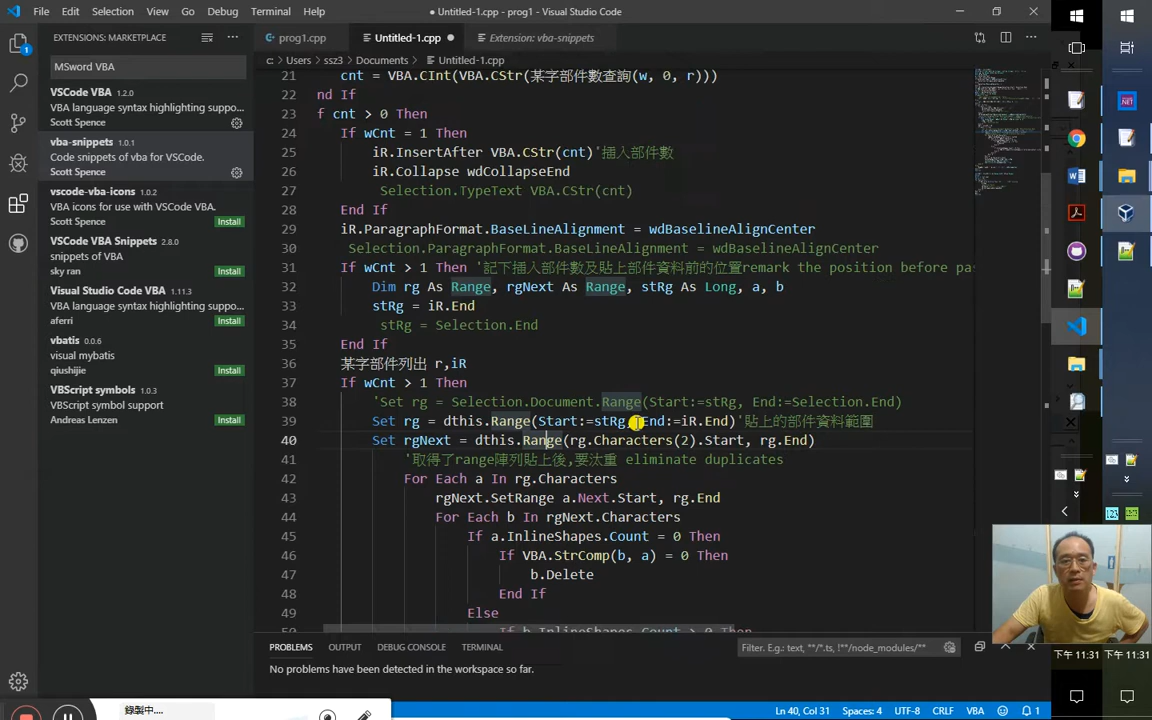 File Edit Selection View Go Debug Terminal Help
● Untitled-1.cpp - prog1 - Visual Studio Code
EXTENSIONS: MARKETPLACE
MSword VBA
VSCode VBA 1.2.0
VBA language syntax highlighting suppo...
Scott Spence
vba-snippets 1.0.1
Code snippets of vba for VSCode.
Scott Spence
vscode-vba-icons 1.0.2
VBA icons for use with VSCode VBA.
Scott Spence Install
VSCode VBA Snippets 2.8.0
snippets of VBA
sky ran Install
Visual Studio Code VBA 1.11.3
VBA language syntax highlighting suppo...
aferri Install
vbatis 0.0.6
visual mybatis
qiushijie Install
VBScript symbols 1.0.3
VBScript symbol support
Andreas Lenzen Install
prog1.cpp Untitled-1.cpp ● Extension: vba-snippets
C: > Users > ssz3 > Documents > Untitled-1.cpp
21 cnt = VBA.CInt(VBA.CStr(某字部件數查詢(w, 0, r)))
22 nd If
23 f cnt > 0 Then
24 If wCnt = 1 Then
25 iR.InsertAfter VBA.CStr(cnt)'插入部件數
26 iR.Collapse wdCollapseEnd
27 Selection.TypeText VBA.CStr(cnt)
28 End If
29 iR.ParagraphFormat.BaseLineAlignment = wdBaselineAlignCenter
30 Selection.ParagraphFormat.BaseLineAlignment = wdBaselineAlignCenter
31 If wCnt > 1 Then '記下插入部件數及貼上部件資料前的位置remark the position before pa
32 Dim rg As Range, rgNext As Range, stRg As Long, a, b
33 stRg = iR.End
34 stRg = Selection.End
35 End If
36 某字部件列出 r,iR
37 If wCnt > 1 Then
38 'Set rg = Selection.Document.Range(Start:=stRg, End:=Selection.End)
39 Set rg = dthis.Range(Start:=stRg, End:=iR.End)'貼上的部件資料範圍
40 Set rgNext = dthis.Range(rg.Characters(2).Start, rg.End)
41 '取得了range陣列貼上後,要汰重 eliminate duplicates
42 For Each a In rg.Characters
43 rgNext.SetRange a.Next.Start, rg.End
44 For Each b In rgNext.Characters
45 If a.InlineShapes.Count = 0 Then
46 If VBA.StrComp(b, a) = 0 Then
47 b.Delete
48 End If
49 Else
50 If b.InlineShapes.Count > 0 Then
PROBLEMS OUTPUT DEBUG CONSOLE TERMINAL
Filter. E.g.: text, **/*.ts, !**/node_modules/**
No problems have been detected in the workspace so far.
Ln 40, Col 31 Spaces: 4 UTF-8 CRLF VBA 1
錄製中...
下午 11:31 下午 11:31